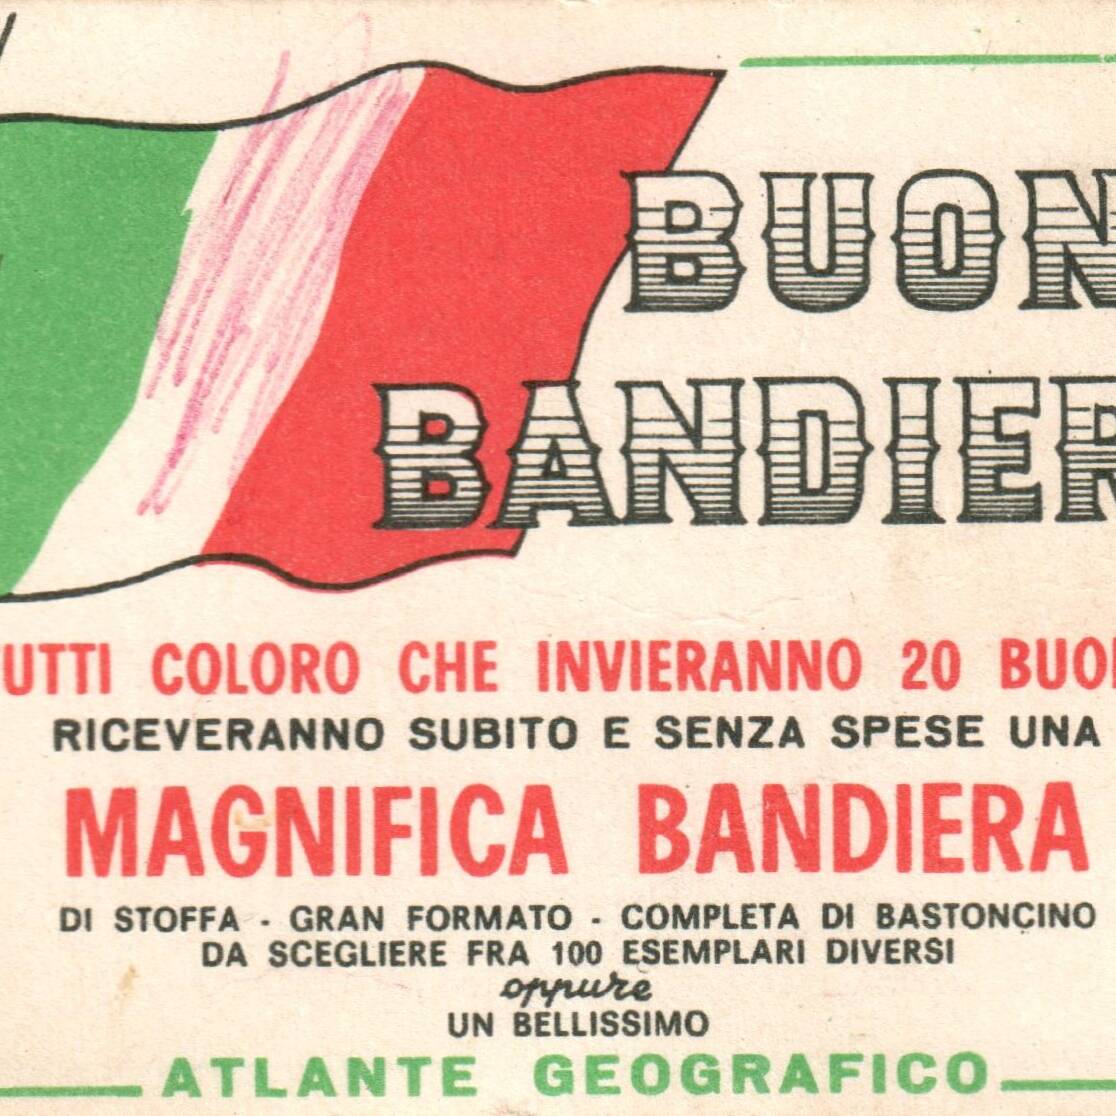 BUON
BANDIER
UTTI COLORO CHE INVIERANNO 20 BUO
RICEVERANNO SUBITO E SENZA SPESE UNA
MAGNIFICA BANDIERA
DI STOFFA - GRAN FORMATO - COMPLETA DI BASTONCINO
DA SCEGLIERE FRA 100 ESEMPLARI DIVERSI
oppure
UN BELLISSIMO
ATLANTE GEOGRAFICO